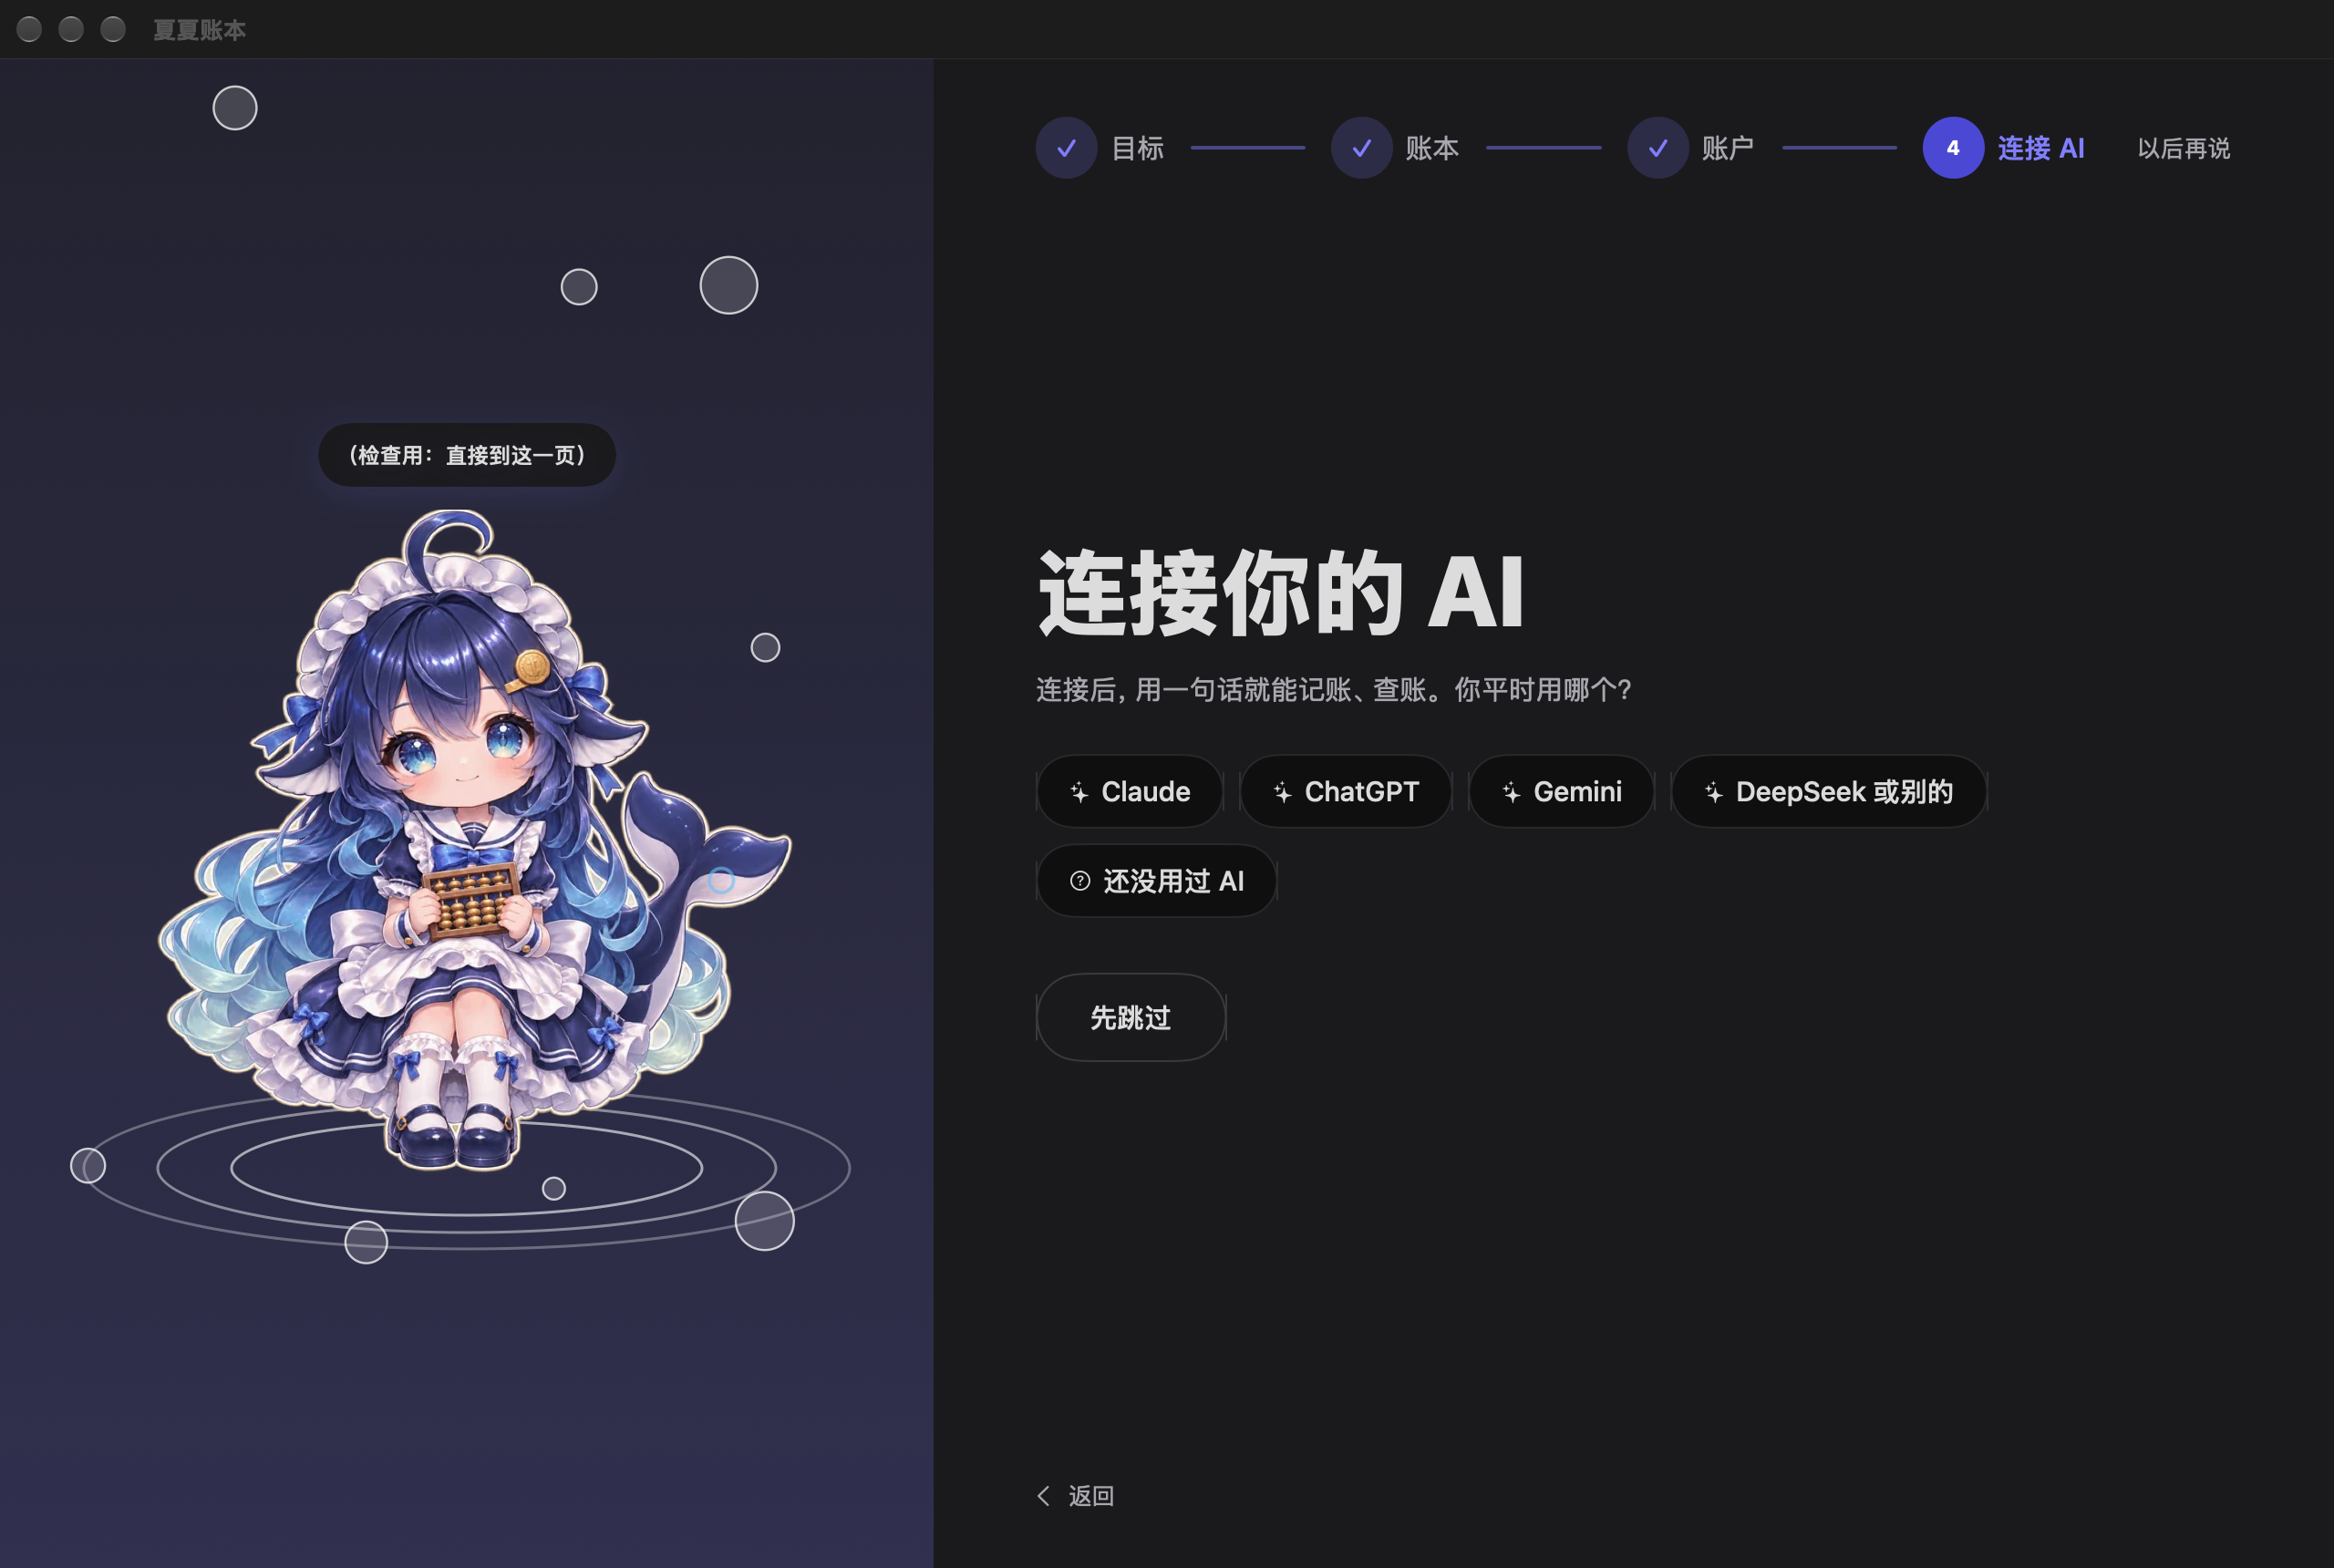 夏夏账本
目标
账本
账户
4 连接 AI
以后再说
（检查用：直接到这一页）
连接你的 AI
连接后，用一句话就能记账、查账。你平时用哪个？
Claude
ChatGPT
Gemini
DeepSeek 或别的
还没用过 AI
先跳过
返回